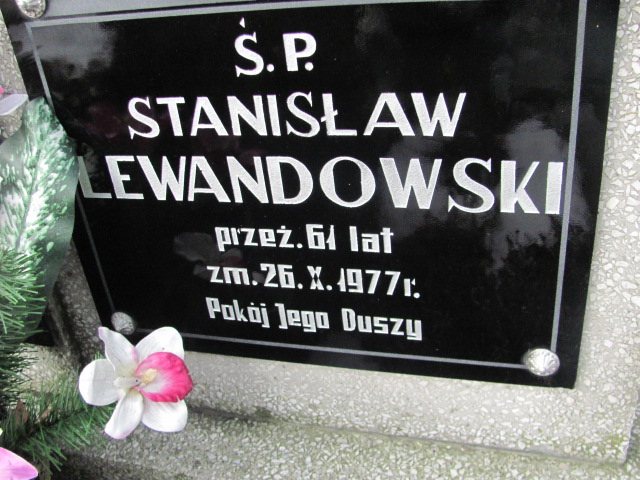 Ś.P.
STANISŁAW
LEWANDOWSKI
przeż. 61 lat
zm. 26. X. 1977 r.
Pokój Jego Duszy